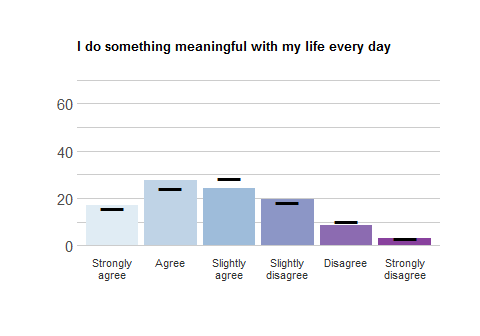 I do something meaningful with my life every day
60
40
20
0
Strongly agree
Agree
Slightly agree
Slightly disagree
Disagree
Strongly disagree